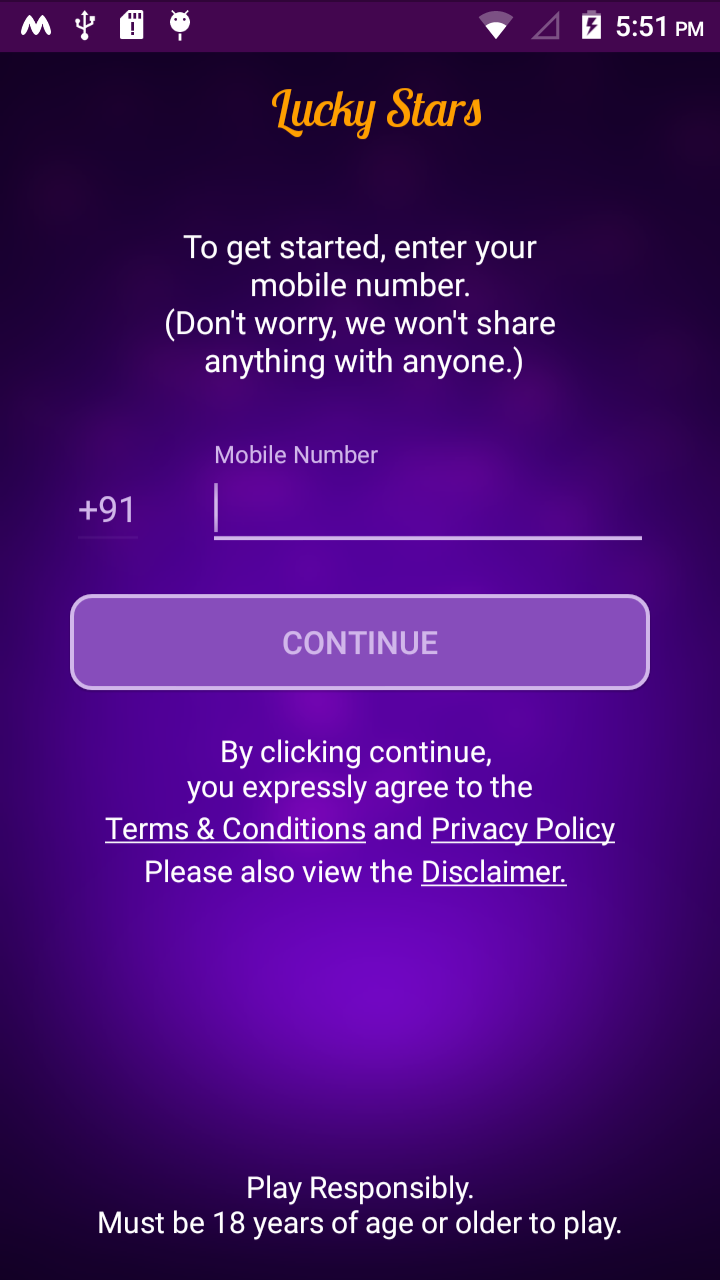 5:51 PM
Lucky Stars
To get started, enter your
mobile number.
(Don't worry, we won't share
anything with anyone.)
Mobile Number
+91
CONTINUE
By clicking continue,
you expressly agree to the
Terms & Conditions and Privacy Policy
Please also view the Disclaimer.
Play Responsibly.
Must be 18 years of age or older to play.